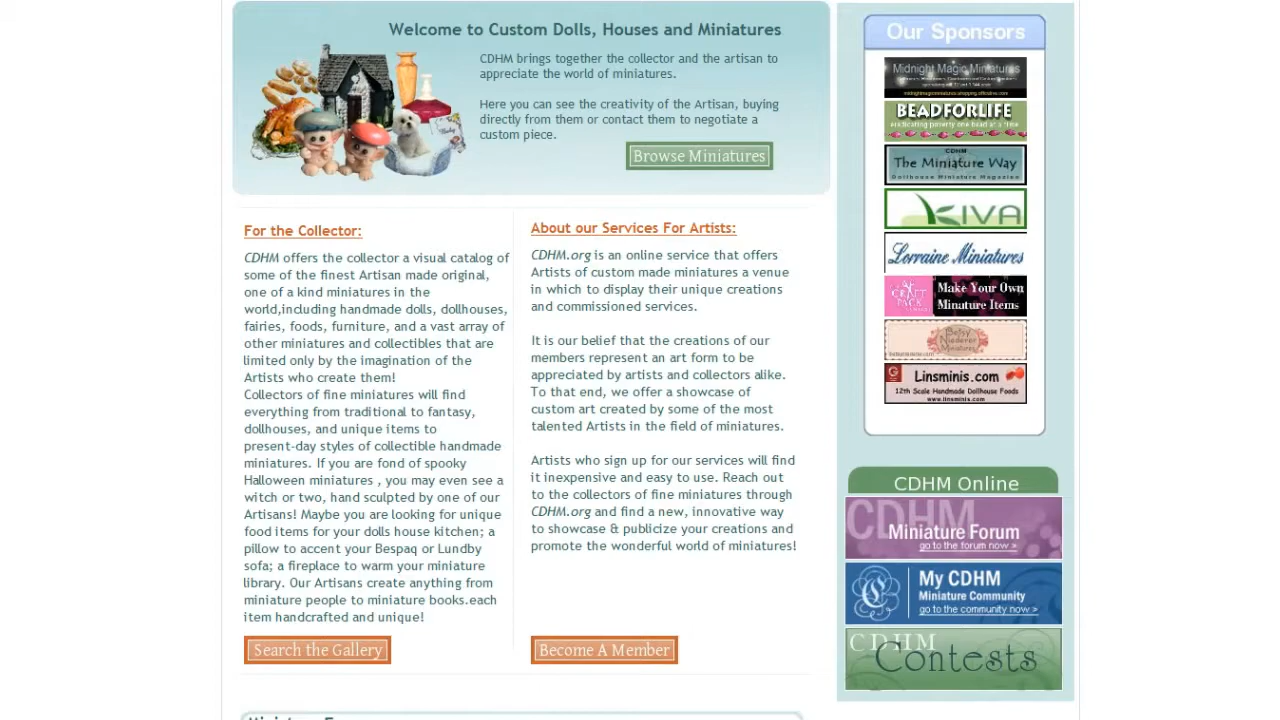 Welcome to Custom Dolls, Houses and Miniatures
CDHM brings together the collector and the artisan to
appreciate the world of miniatures.
Here you can see the creativity of the Artisan, buying
directly from them or contact them to negotiate a
custom piece.
Browse Miniatures
For the Collector:
CDHM offers the collector a visual catalog of
some of the finest Artisan made original,
one of a kind miniatures in the
world,including handmade dolls, dollhouses,
fairies, foods, furniture, and a vast array of
other miniatures and collectibles that are
limited only by the imagination of the
Artists who create them!
Collectors of fine miniatures will find
everything from traditional to fantasy,
dollhouses, and unique items to
present-day styles of collectible handmade
miniatures. If you are fond of spooky
Halloween miniatures , you may even see a
witch or two, hand sculpted by one of our
Artisans! Maybe you are looking for unique
food items for your dolls house kitchen; a
pillow to accent your Bespaq or Lundby
sofa; a fireplace to warm your miniature
library. Our Artisans create anything from
miniature people to miniature books.each
item handcrafted and unique!
Search the Gallery
About our Services For Artists:
CDHM.org is an online service that offers
Artists of custom made miniatures a venue
in which to display their unique creations
and commissioned services.
It is our belief that the creations of our
members represent an art form to be
appreciated by artists and collectors alike.
To that end, we offer a showcase of
custom art created by some of the most
talented Artists in the field of miniatures.
Artists who sign up for our services will find
it inexpensive and easy to use. Reach out
to the collectors of fine miniatures through
CDHM.org and find a new, innovative way
to showcase & publicize your creations and
promote the wonderful world of miniatures!
Become A Member
Our Sponsors
Midnight Magic Miniatures
BEADFORLIFE
eradicating poverty one bead at a time
CDHM
The Miniature Way
Dollhouse Miniature Magazine
KIVA
Lorraine Miniatures
CRAFT
PACK
Make Your Own
Minature Items
Betsy
Niederer
Miniatures
Linsminis.com
12th Scale Handmade Dollhouse Foods
www.linsminis.com
CDHM Online
CDHM
Miniature Forum
go to the forum now >
My CDHM
Miniature Community
go to the community now >
CDHM
Contests